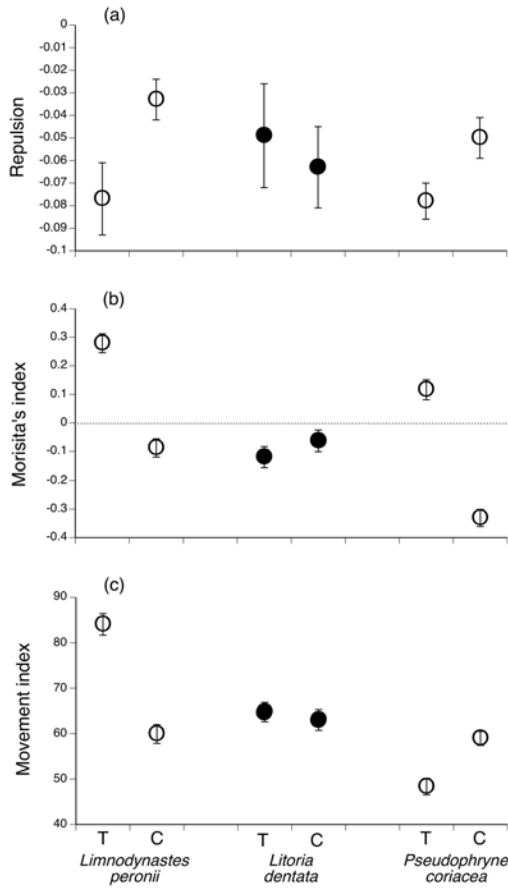 (a)
0
-0.01
-0.02
-0.03
-0.04
-0.05
-0.06
-0.07
-0.08
-0.09
-0.1
Repulsion
(b)
0.4
0.3
0.2
0.1
0
-0.1
-0.2
-0.3
-0.4
Morisita's index
(c)
90
80
70
60
50
40
Movement index
T C T C T C
Limnodynastes Litoria Pseudophryne
peronii dentata coriacea